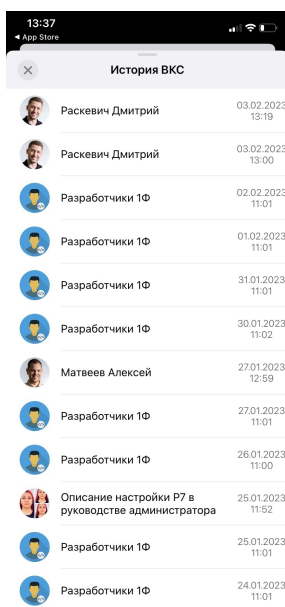 13:37
◀ App Store
История ВКС
Раскевич Дмитрий
03.02.2023
13:19
Раскевич Дмитрий
03.02.2023
13:00
Разработчики 1Ф
02.02.2023
11:01
Разработчики 1Ф
01.02.2023
11:01
Разработчики 1Ф
31.01.2023
11:01
Разработчики 1Ф
30.01.2023
11:02
Матвеев Алексей
27.01.2023
12:59
Разработчики 1Ф
27.01.2023
11:01
Разработчики 1Ф
26.01.2023
11:00
Описание настройки Р7 в
руководстве администратора
25.01.2023
11:52
Разработчики 1Ф
25.01.2023
11:01
Разработчики 1Ф
24.01.2023
11:01